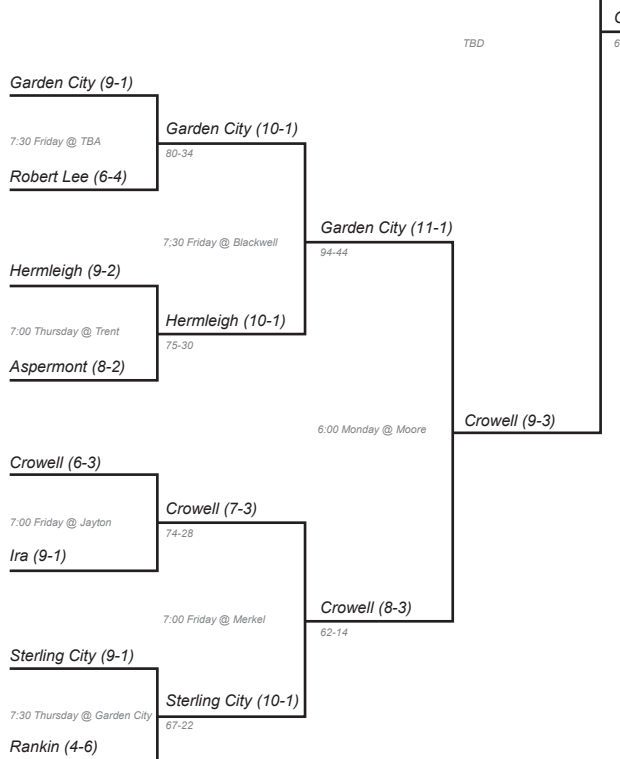 C
TBD
6
Garden City (9-1)
7:30 Friday @ TBA
Garden City (10-1)
80-34
Robert Lee (6-4)
7;30 Friday @ Blackwell
Garden City (11-1)
94-44
Hermleigh (9-2)
7:00 Thursday @ Trent
Hermleigh (10-1)
75-30
Aspermont (8-2)
6:00 Monday @ Moore
Crowell (9-3)
Crowell (6-3)
7:00 Friday @ Jayton
Crowell (7-3)
74-28
Ira (9-1)
7:00 Friday @ Merkel
Crowell (8-3)
62-14
Sterling City (9-1)
7:30 Thursday @ Garden City
Sterling City (10-1)
67-22
Rankin (4-6)